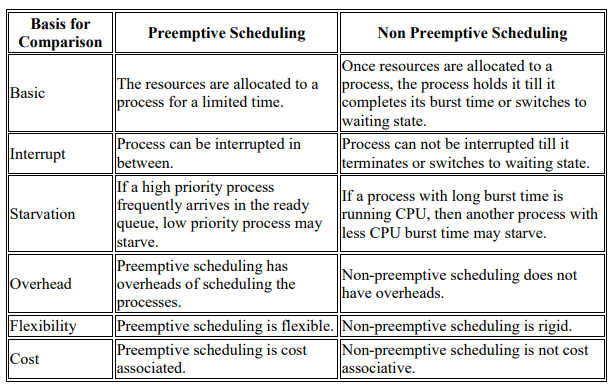 Basis for
Comparison
Preemptive Scheduling
Non Preemptive Scheduling
Basic
The resources are allocated to a
process for a limited time.
Once resources are allocated to a
process, the process holds it till it
completes its burst time or switches to
waiting state.
Interrupt
Process can be interrupted in
between.
Process can not be interrupted till it
terminates or switches to waiting state.
Starvation
If a high priority process
frequently arrives in the ready
queue, low priority process may
starve.
If a process with long burst time is
running CPU, then another process with
less CPU burst time may starve.
Overhead
Preemptive scheduling has
overheads of scheduling the
processes.
Non-preemptive scheduling does not
have overheads.
Flexibility
Preemptive scheduling is flexible.
Non-preemptive scheduling is rigid.
Cost
Preemptive scheduling is cost
associated.
Non-preemptive scheduling is not cost
associative.